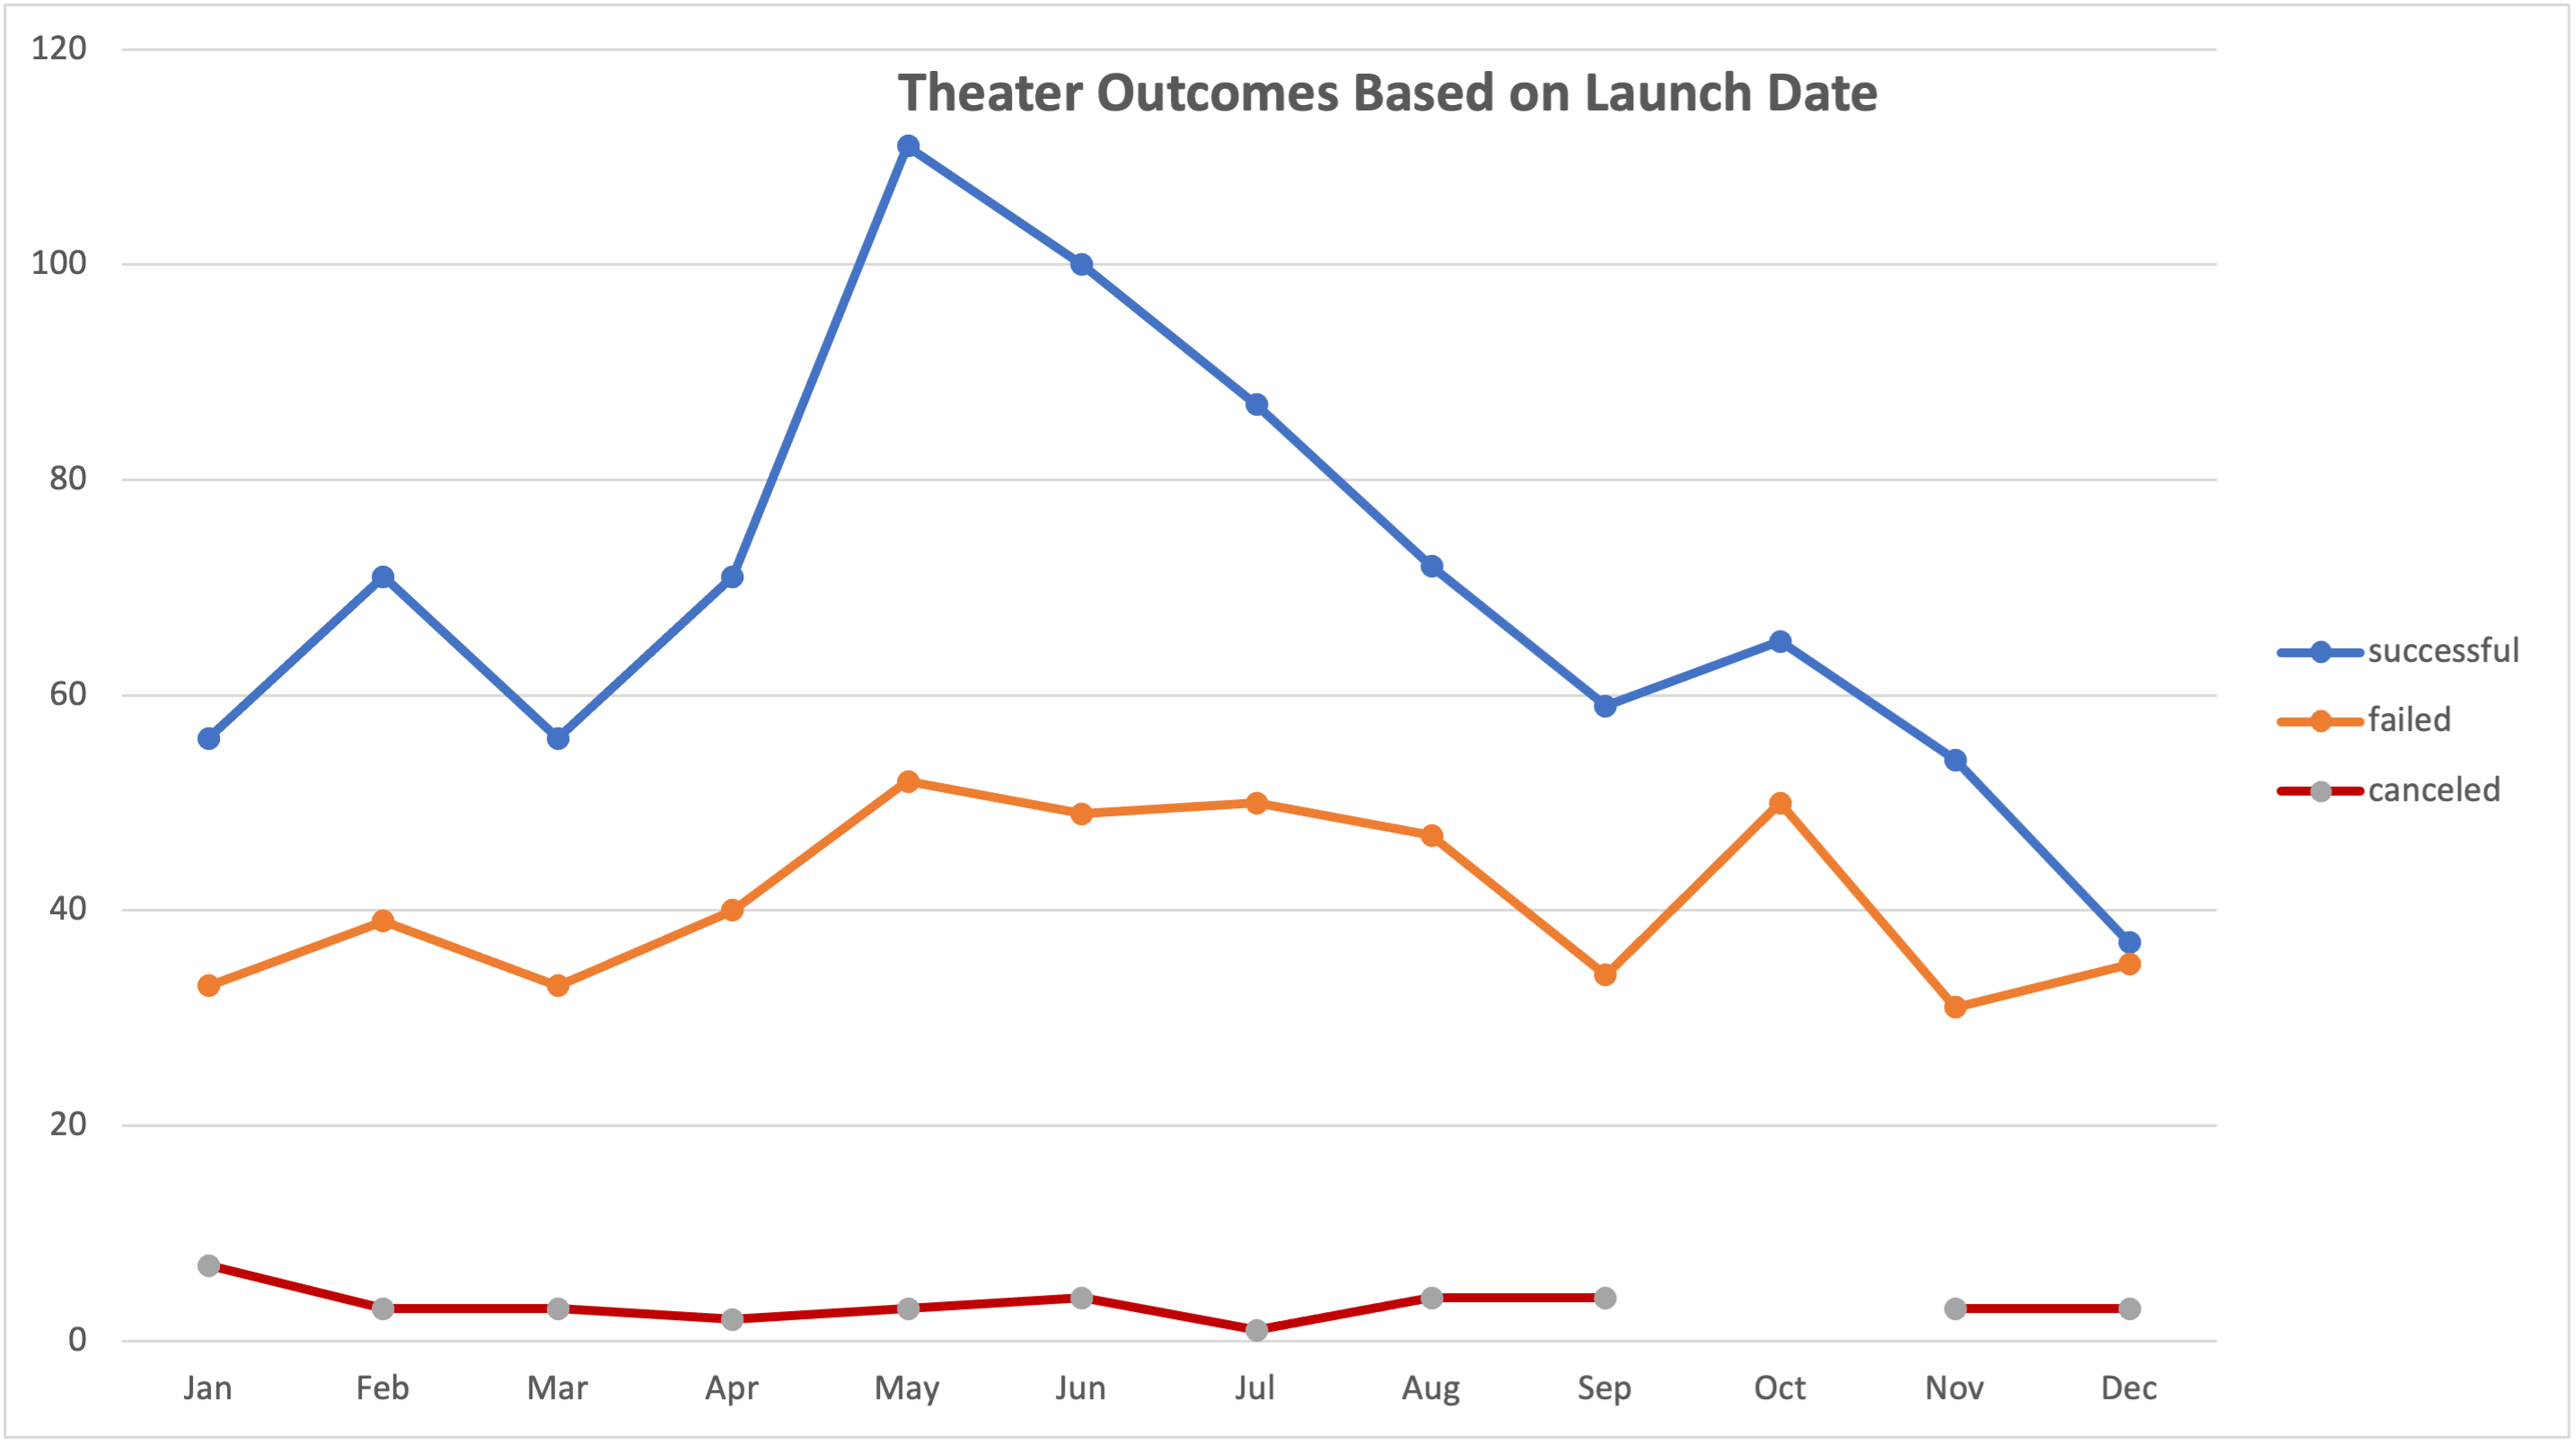 Theater Outcomes Based on Launch Date
120
100
80
60
40
20
0
Jan Feb Mar Apr May Jun Jul Aug Sep Oct Nov Dec
successful
failed
canceled